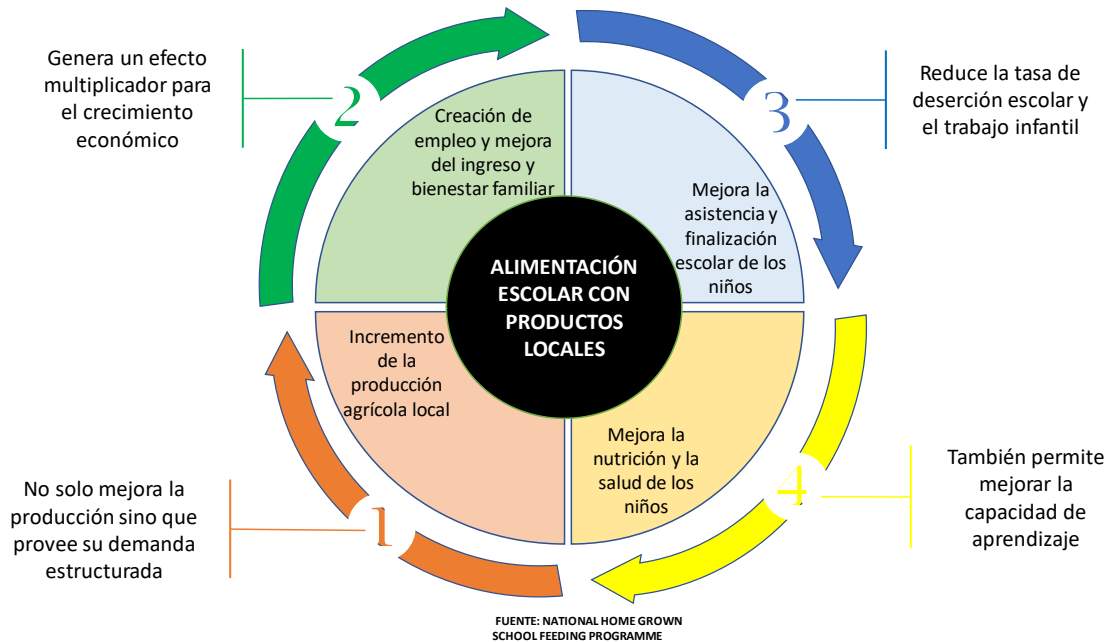 Genera un efecto
multiplicador para
el crecimiento
económico
2
Creación de
empleo y mejora
del ingreso y
bienestar familiar
3
Reduce la tasa de
deserción escolar y
el trabajo infantil
Mejora la
asistencia y
finalización
escolar de los
niños
ALIMENTACIÓN
ESCOLAR CON
PRODUCTOS
LOCALES
Incremento
de la
producción
agrícola local
Mejora la
nutrición y la
salud de los
niños
No solo mejora la
producción sino que
provee su demanda
estructurada
1
4
También permite
mejorar la
capacidad de
aprendizaje
FUENTE: NATIONAL HOME GROWN
SCHOOL FEEDING PROGRAMME